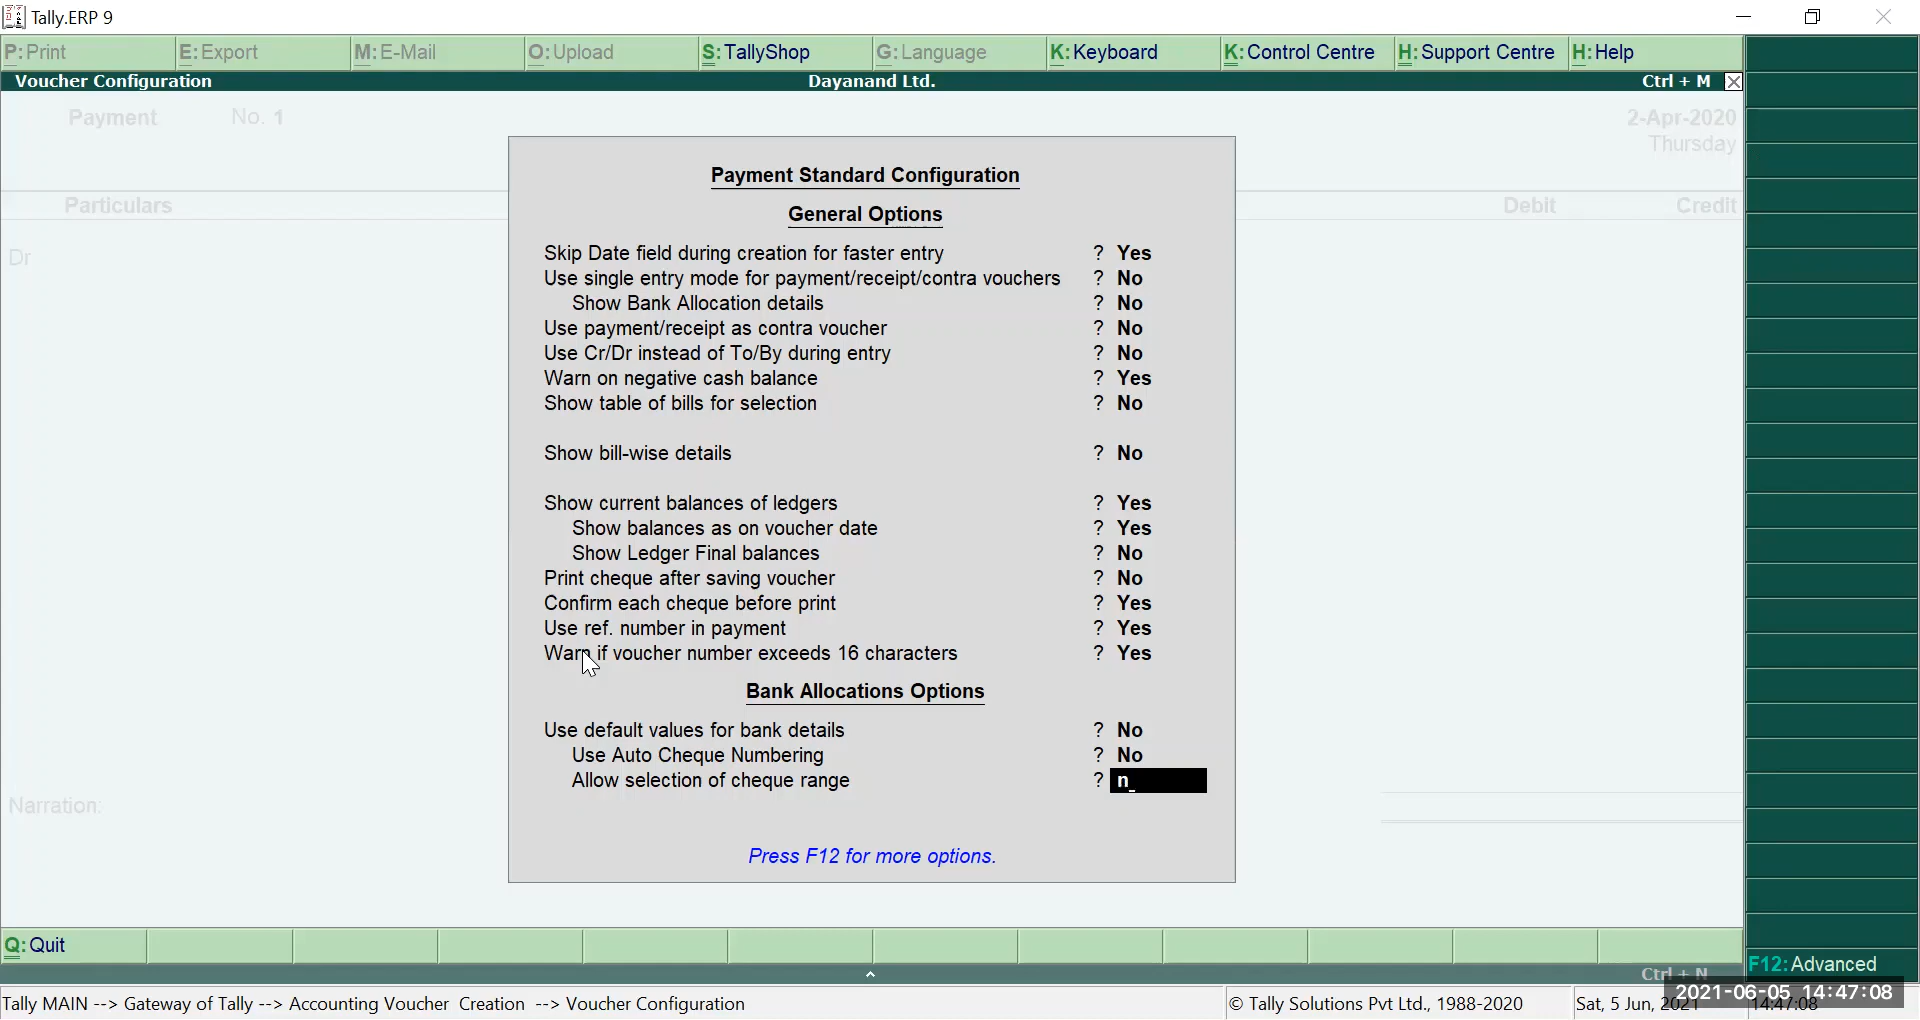 Tally.ERP 9
P: Print E: Export M: E-Mail O: Upload S: TallyShop G: Language K: Keyboard K: Control Centre H: Support Centre H: Help
Voucher Configuration Dayanand Ltd. Ctrl + M
Payment No. 1 2-Apr-2020
Thursday
Particulars Debit Credit
Dr
Payment Standard Configuration
General Options
Skip Date field during creation for faster entry ? Yes
Use single entry mode for payment/receipt/contra vouchers ? No
Show Bank Allocation details ? No
Use payment/receipt as contra voucher ? No
Use Cr/Dr instead of To/By during entry ? No
Warn on negative cash balance ? Yes
Show table of bills for selection ? No
Show bill-wise details ? No
Show current balances of ledgers ? Yes
Show balances as on voucher date ? Yes
Show Ledger Final balances ? No
Print cheque after saving voucher ? No
Confirm each cheque before print ? Yes
Use ref. number in payment ? Yes
Warn if voucher number exceeds 16 characters ? Yes
Bank Allocations Options
Use default values for bank details ? No
Use Auto Cheque Numbering ? No
Allow selection of cheque range ? n
Narration:
Press F12 for more options.
Q: Quit
F12: Advanced
Ctrl + N
2021-06-05 14:47:08
Tally MAIN --> Gateway of Tally --> Accounting Voucher Creation --> Voucher Configuration © Tally Solutions Pvt Ltd., 1988-2020 Sat, 5 Jun, 2021 14:47:08